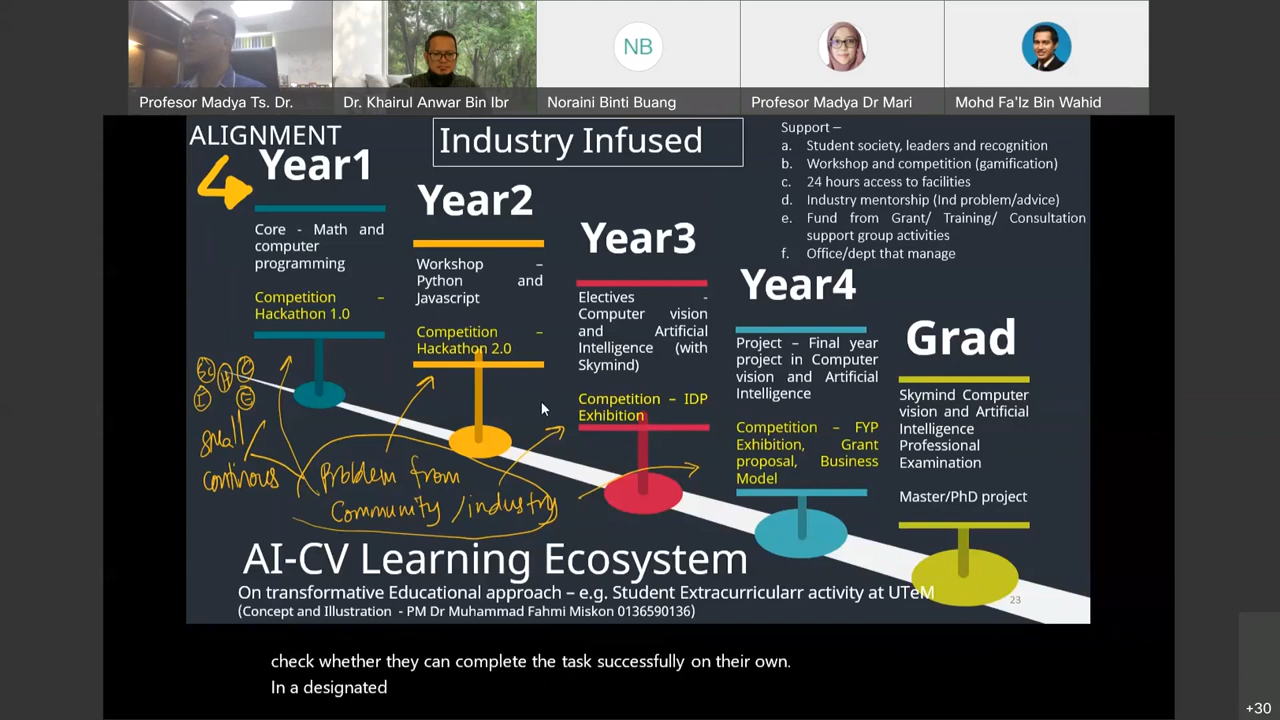 NB
Profesor Madya Ts. Dr.
Dr. Khairul Anwar Bin Ibr
Noraini Binti Buang
Profesor Madya Dr Mari
Mohd Fa'Iz Bin Wahid
ALIGNMENT
Industry Infused
Support –
a. Student society, leaders and recognition
b. Workshop and competition (gamification)
c. 24 hours access to facilities
d. Industry mentorship (Ind problem/advice)
e. Fund from Grant/ Training/ Consultation
support group activities
f. Office/dept that manage
4
Year1
Core - Math and
computer
programming
Competition –
Hackathon 1.0
Year2
Workshop –
Python and
Javascript
Competition –
Hackathon 2.0
Year3
Electives -
Computer vision
and Artificial
Intelligence (with
Skymind)
Competition – IDP
Exhibition
Year4
Project – Final year
project in Computer
vision and Artificial
Intelligence
Competition – FYP
Exhibition, Grant
proposal, Business
Model
Grad
Skymind Computer
vision and Artificial
Intelligence
Professional
Examination
Master/PhD project
small
continous
Problem from
Community /industry
AI-CV Learning Ecosystem
On transformative Educational approach – e.g. Student Extracurricularr activity at UTeM
(Concept and Illustration - PM Dr Muhammad Fahmi Miskon 0136590136)
23
check whether they can complete the task successfully on their own.
In a designated
+30